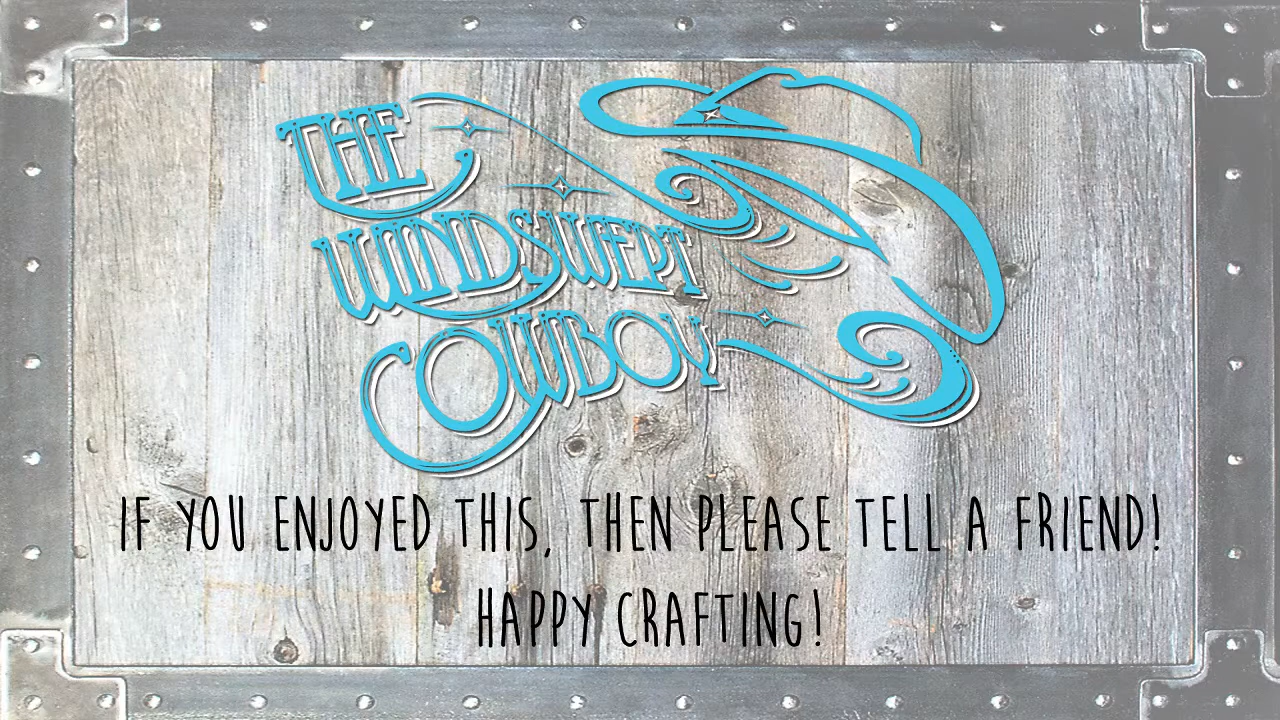 THE
WINDSWEPT
COWBOY
IF YOU ENJOYED THIS, THEN PLEASE TELL A FRIEND!
HAPPY CRAFTING!